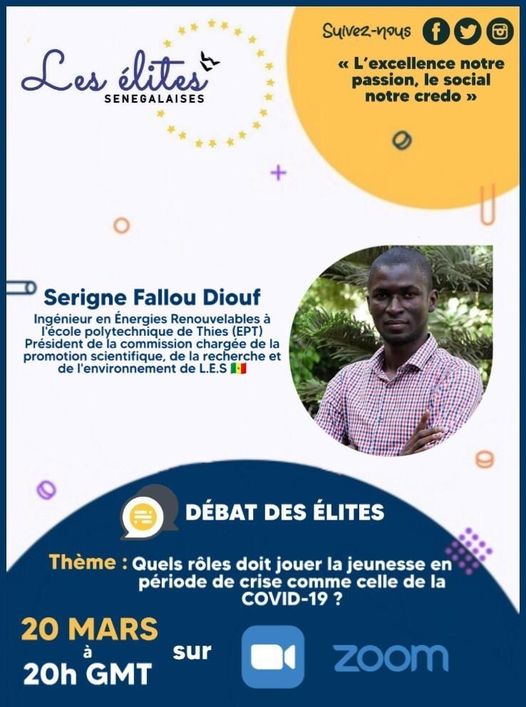 Suivez-nous
« L'excellence notre
passion, le social
notre credo »
Les élites
SENEGALAISES
Serigne Fallou Diouf
Ingénieur en Énergies Renouvelables à
l'école polytechnique de Thies (EPT)
Président de la commission chargée de la
promotion scientifique, de la recherche et
de l'environnement de L.E.S 🇸🇳
DÉBAT DES ÉLITES
Thème : Quels rôles doit jouer la jeunesse en
période de crise comme celle de la
COVID-19 ?
20 MARS
à
20h GMT
sur
zoom